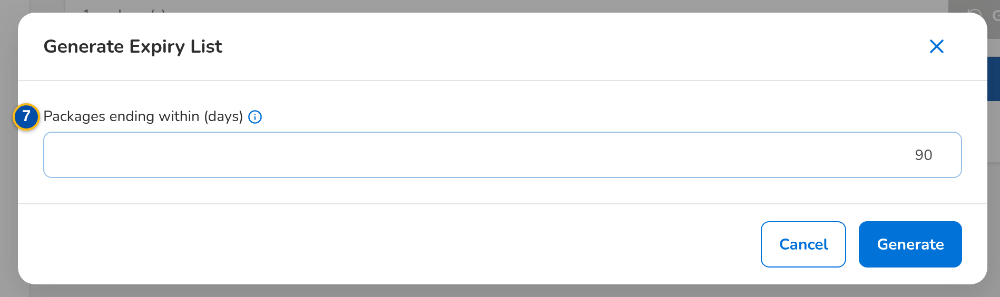 Generate Expiry List
7 Packages ending within (days)
90
Cancel Generate